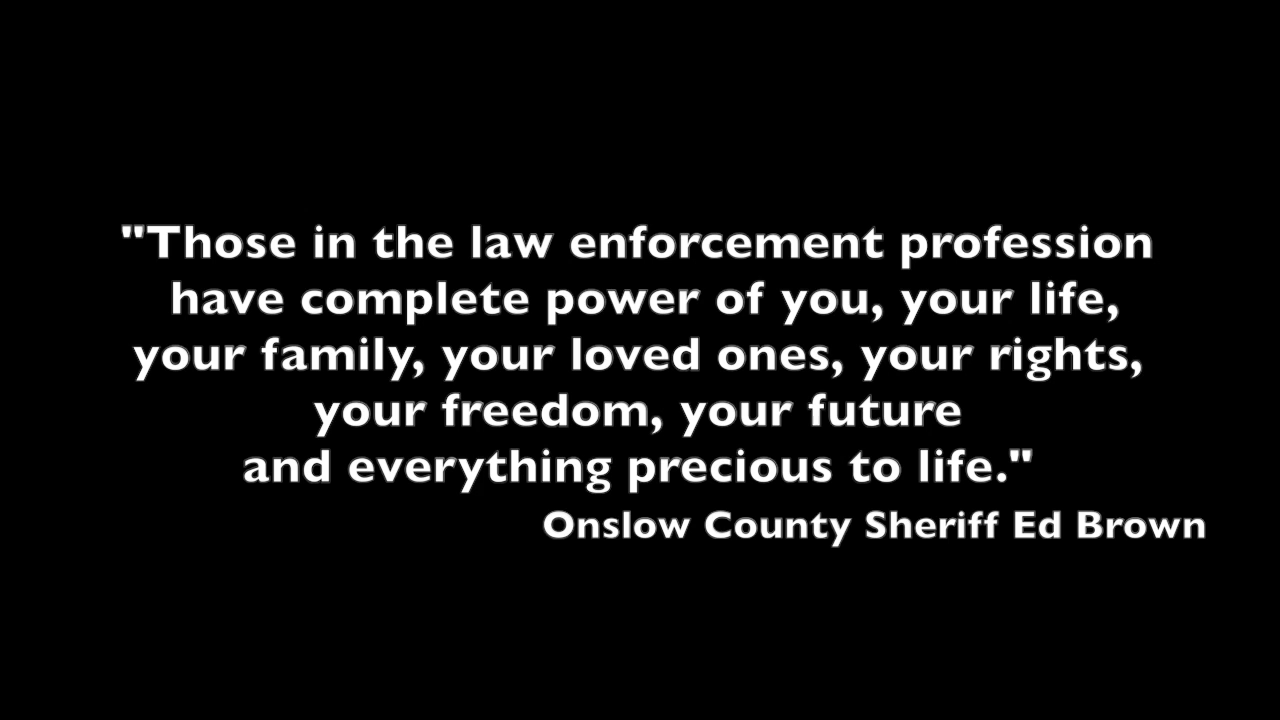 "Those in the law enforcement profession
have complete power of you, your life,
your family, your loved ones, your rights,
your freedom, your future
and everything precious to life."
Onslow County Sheriff Ed Brown